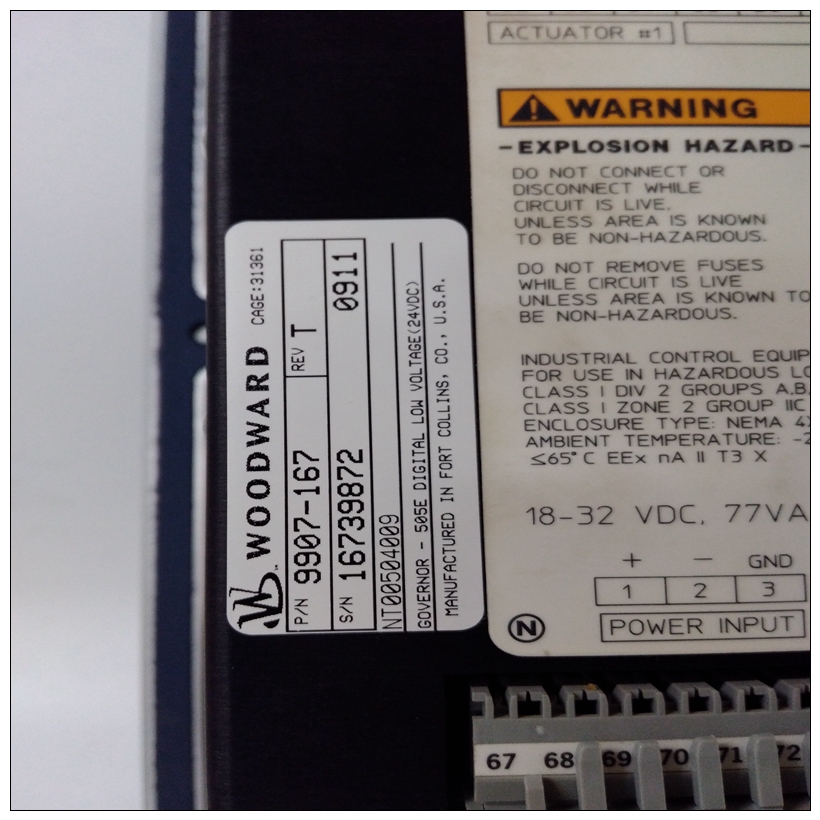 WOODWARD CAGE:31361
P/N 9907-167 REV T
S/N 16739872 0911
NT00504009
GOVERNOR - 505E DIGITAL LOW VOLTAGE(24VDC)
MANUFACTURED IN FORT COLLINS, CO., U.S.A.
ACTUATOR #1
WARNING
-EXPLOSION HAZARD-
DO NOT CONNECT OR
DISCONNECT WHILE
CIRCUIT IS LIVE.
UNLESS AREA IS KNOWN
TO BE NON-HAZARDOUS.
DO NOT REMOVE FUSES
WHILE CIRCUIT IS LIVE
UNLESS AREA IS KNOWN TO
BE NON-HAZARDOUS.
INDUSTRIAL CONTROL EQUIP
FOR USE IN HAZARDOUS LO
CLASS I DIV 2 GROUPS A,B,
CLASS I ZONE 2 GROUP IIC
ENCLOSURE TYPE: NEMA 4X
AMBIENT TEMPERATURE: -2
≤65°C EEx nA II T3 X
18-32 VDC, 77VA
+ - GND
1 2 3
N POWER INPUT
67 68 69 70 71 72